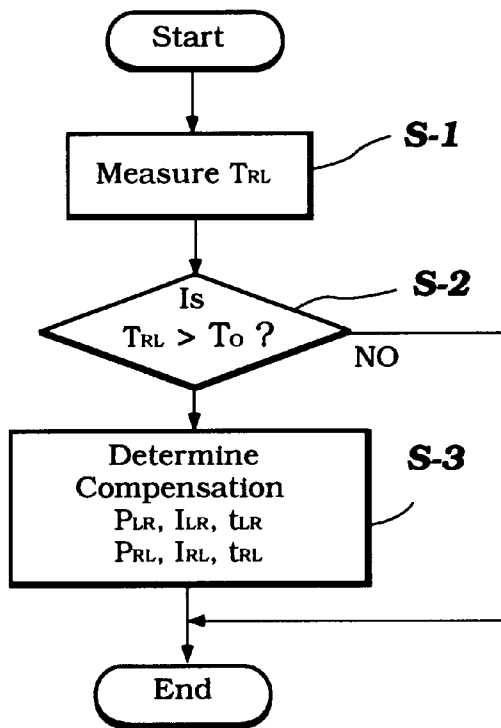 Start
S-1
Measure TRL
S-2
Is
TRL > TO ?
NO
Determine
Compensation
S-3
PLR, ILR, tLR
PRL, IRL, tRL
End